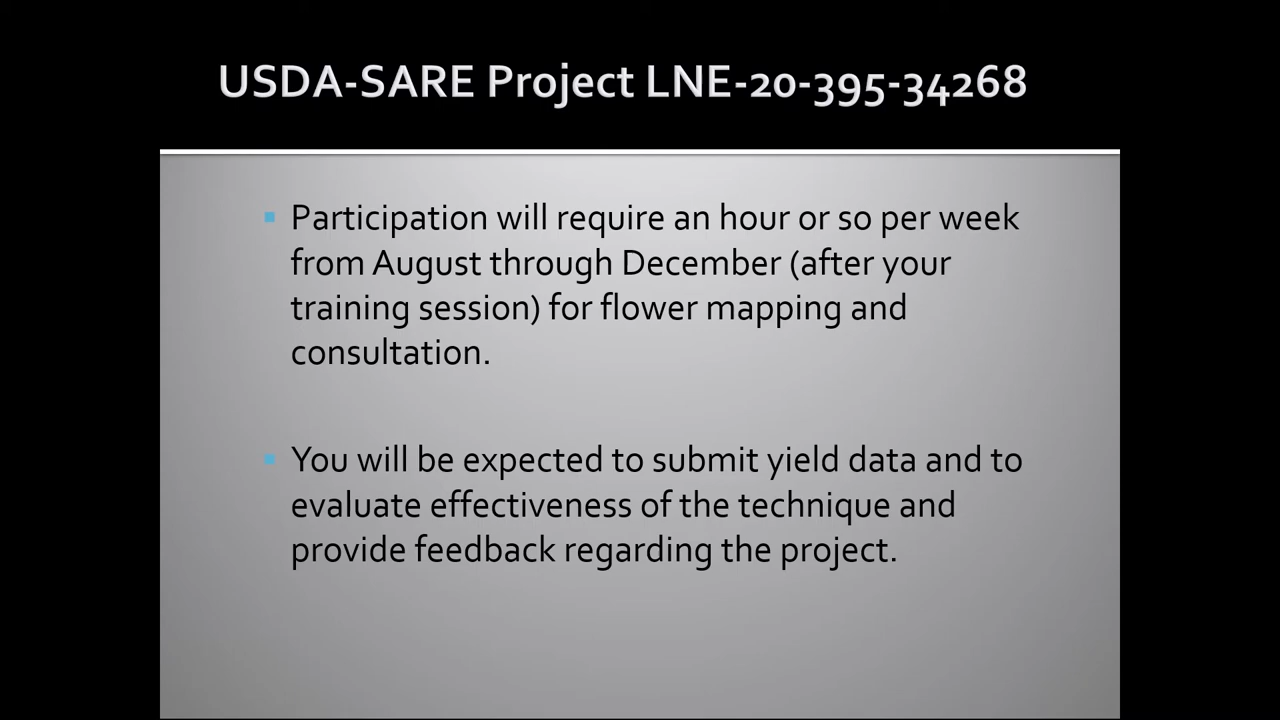 USDA-SARE Project LNE-20-395-34268
Participation will require an hour or so per week
from August through December (after your
training session) for flower mapping and
consultation.
You will be expected to submit yield data and to
evaluate effectiveness of the technique and
provide feedback regarding the project.